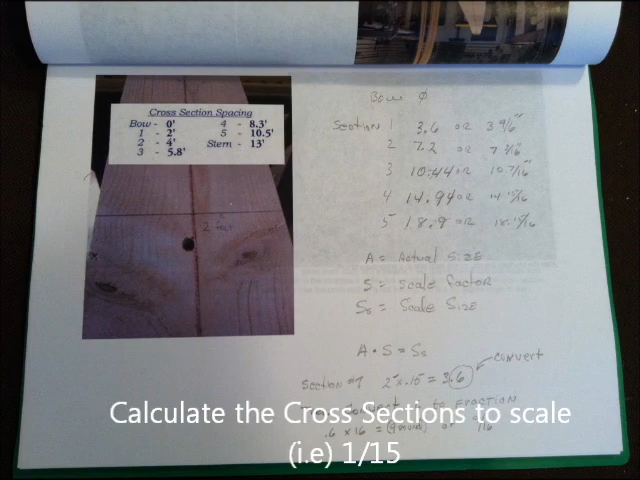 Cross Section Spacing
Bow - 0' 4 - 8.3'
1 - 2' 5 - 10.5'
2 - 4' Stern - 13'
3 - 5.8'
2 feet
Bow Ø
Section 1 3.6 or 3 9/16"
2 7.2 or 7 3/16"
3 10.44 or 10 7/16"
4 14.94 or 14 15/16
5 18.9 or 18 14/16
A = Actual Size
S = Scale factor
Ss = Scale Size
A • S = Ss
convert
Section #1 2" x .15 = 3.6
to fraction
.6 x 16 = or 9/16
Calculate the Cross Sections to scale
(i.e) 1/15